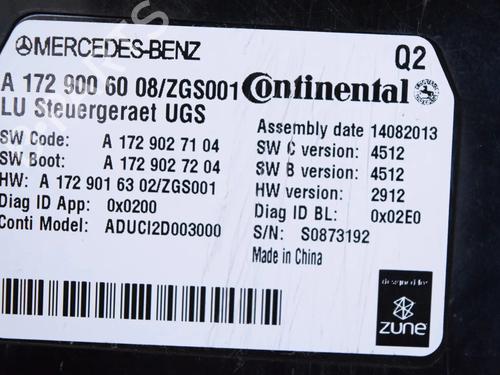 MERCEDES-BENZ
Q2
A 172 900 60 08/ZGS001
Continental
LU Steuergeraet UGS
Assembly date 14082013
SW Code: A 172 902 71 04
SW C version: 4512
SW Boot: A 172 902 72 04
SW B version: 4512
HW: A 172 901 63 02/ZGS001
HW version: 2912
Diag ID App: 0x0200
Diag ID BL: 0x02E0
Conti Model: ADUCI2D003000
S/N: S0873192
Made in China
designed for
zune